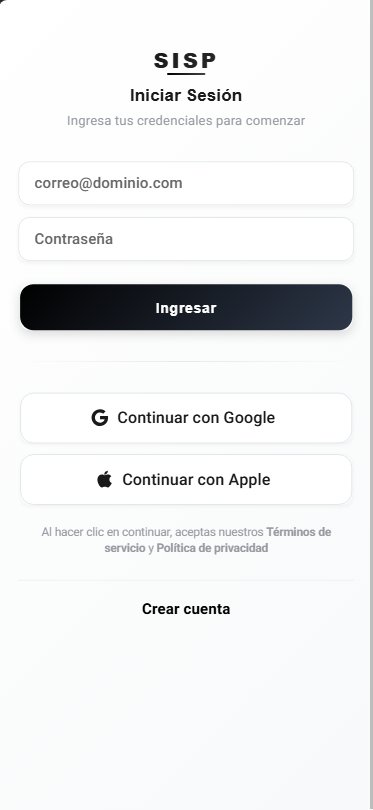 SISP
Iniciar Sesión
Ingresa tus credenciales para comenzar
correo@dominio.com
Contraseña
Ingresar
Continuar con Google
Continuar con Apple
Al hacer clic en continuar, aceptas nuestros Términos de
servicio y Política de privacidad
Crear cuenta